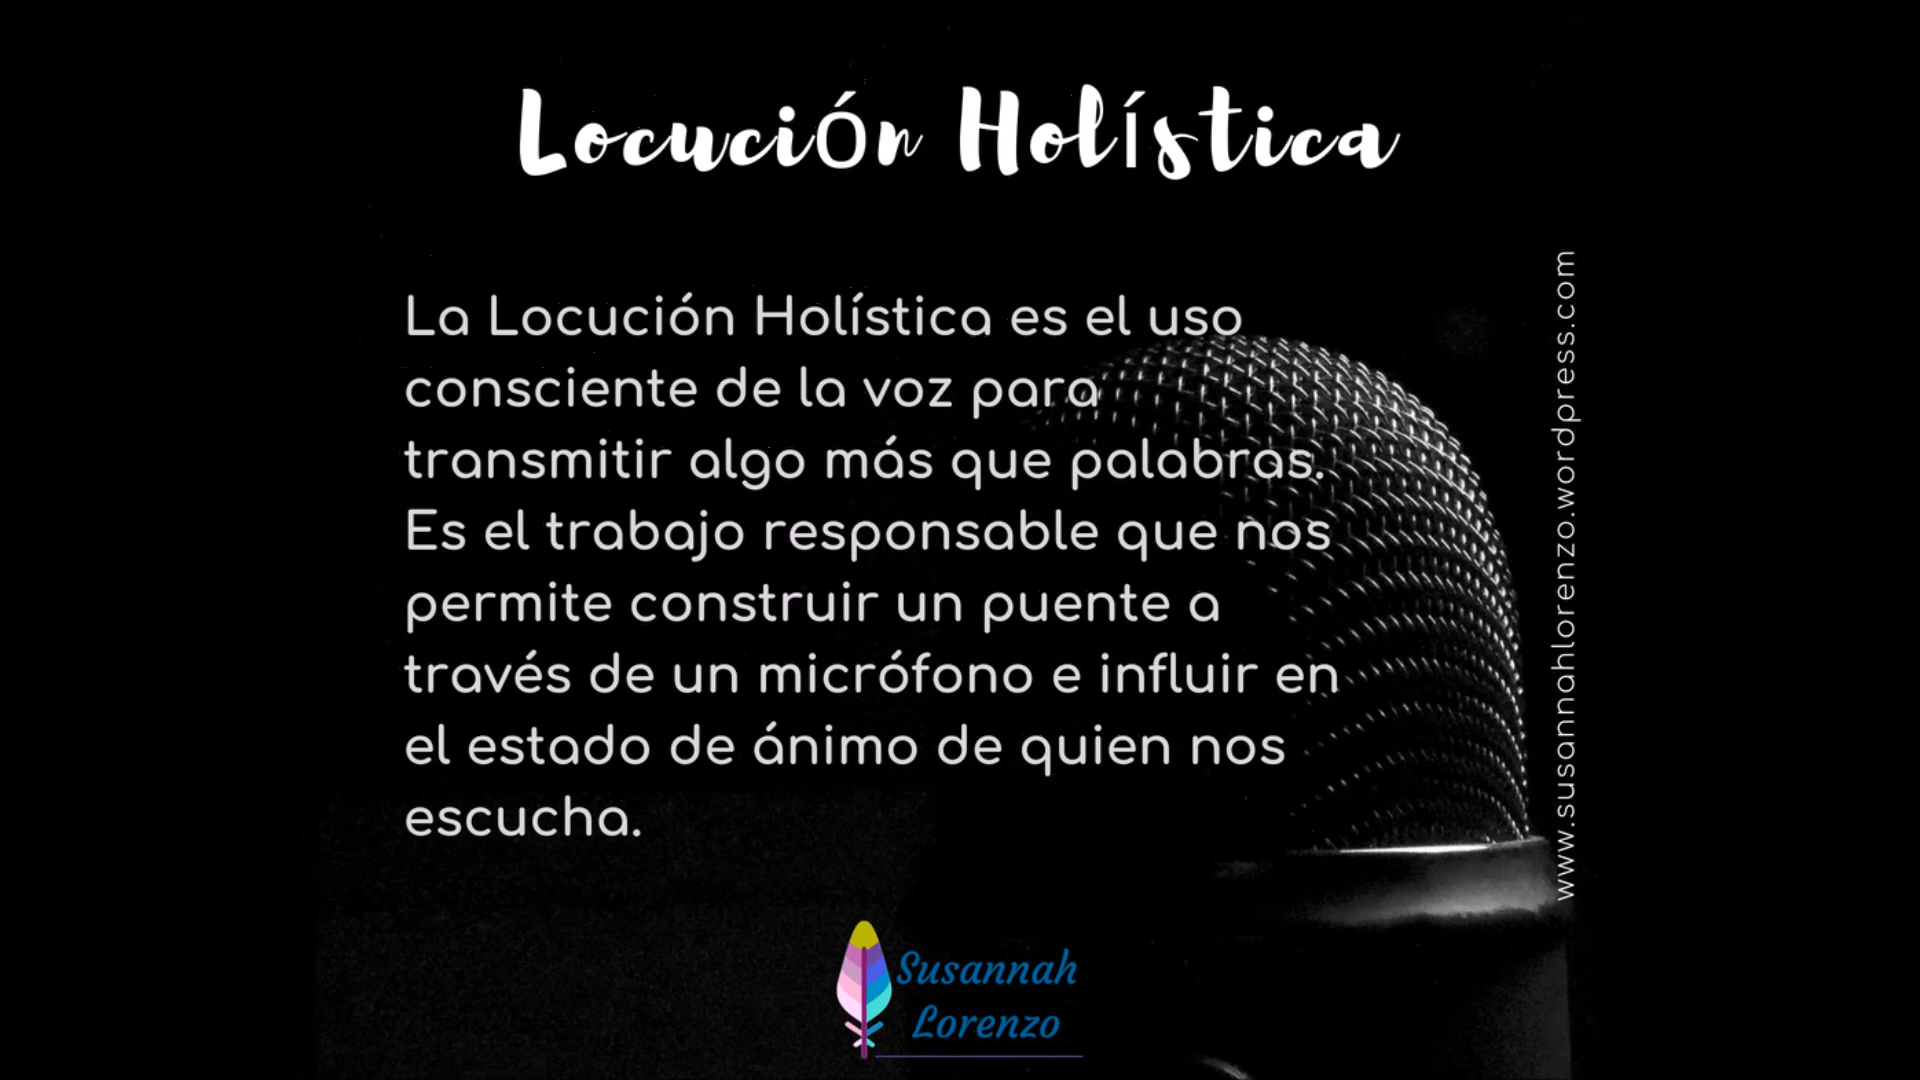 Locución Holística
La Locución Holística es el uso
consciente de la voz para
transmitir algo más que palabras.
Es el trabajo responsable que nos
permite construir un puente a
través de un micrófono e influir en
el estado de ánimo de quien nos
escucha.
www.susannahlorenzo.wordpress.com
Susannah
Lorenzo